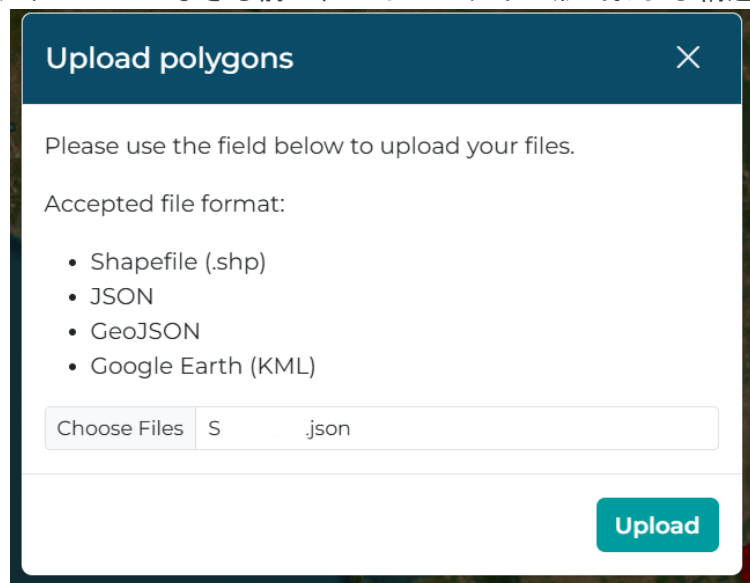 Upload polygons
Please use the field below to upload your files.
Accepted file format:
• Shapefile (.shp)
• JSON
• GeoJSON
• Google Earth (KML)
Choose Files S .json
Upload